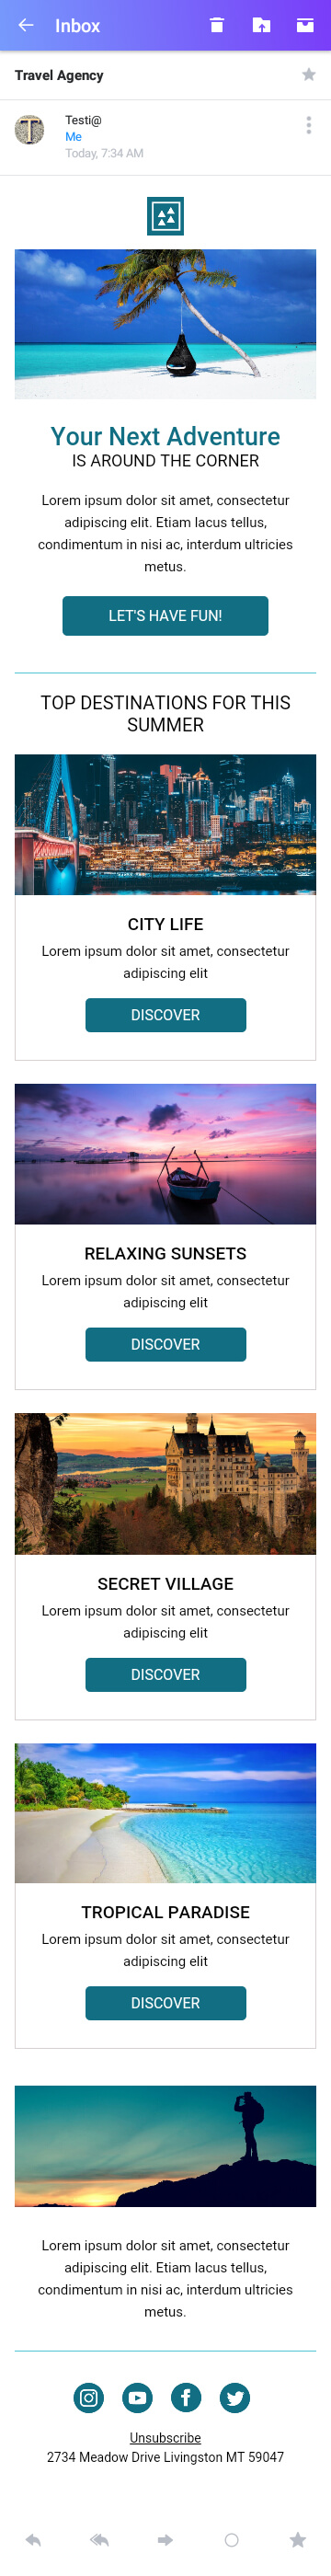 Inbox
Travel Agency
Testi@
Me
Today, 7:34 AM
Your Next Adventure
IS AROUND THE CORNER
Lorem ipsum dolor sit amet, consectetur
adipiscing elit. Etiam lacus tellus,
condimentum in nisi ac, interdum ultricies
metus.
LET'S HAVE FUN!
TOP DESTINATIONS FOR THIS
SUMMER
CITY LIFE
Lorem ipsum dolor sit amet, consectetur
adipiscing elit
DISCOVER
RELAXING SUNSETS
Lorem ipsum dolor sit amet, consectetur
adipiscing elit
DISCOVER
SECRET VILLAGE
Lorem ipsum dolor sit amet, consectetur
adipiscing elit
DISCOVER
TROPICAL PARADISE
Lorem ipsum dolor sit amet, consectetur
adipiscing elit
DISCOVER
Lorem ipsum dolor sit amet, consectetur
adipiscing elit. Etiam lacus tellus,
condimentum in nisi ac, interdum ultricies
metus.
Unsubscribe
2734 Meadow Drive Livingston MT 59047